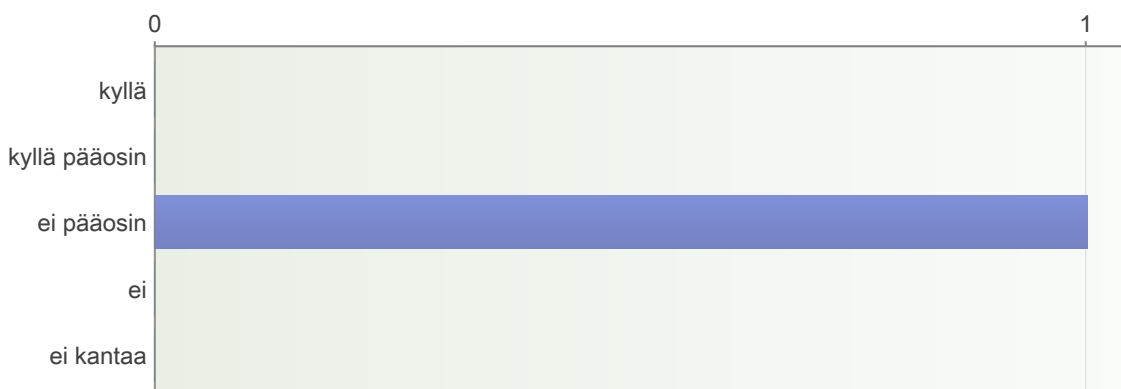 0 1
kyllä
kyllä pääosin
ei pääosin
ei
ei kantaa